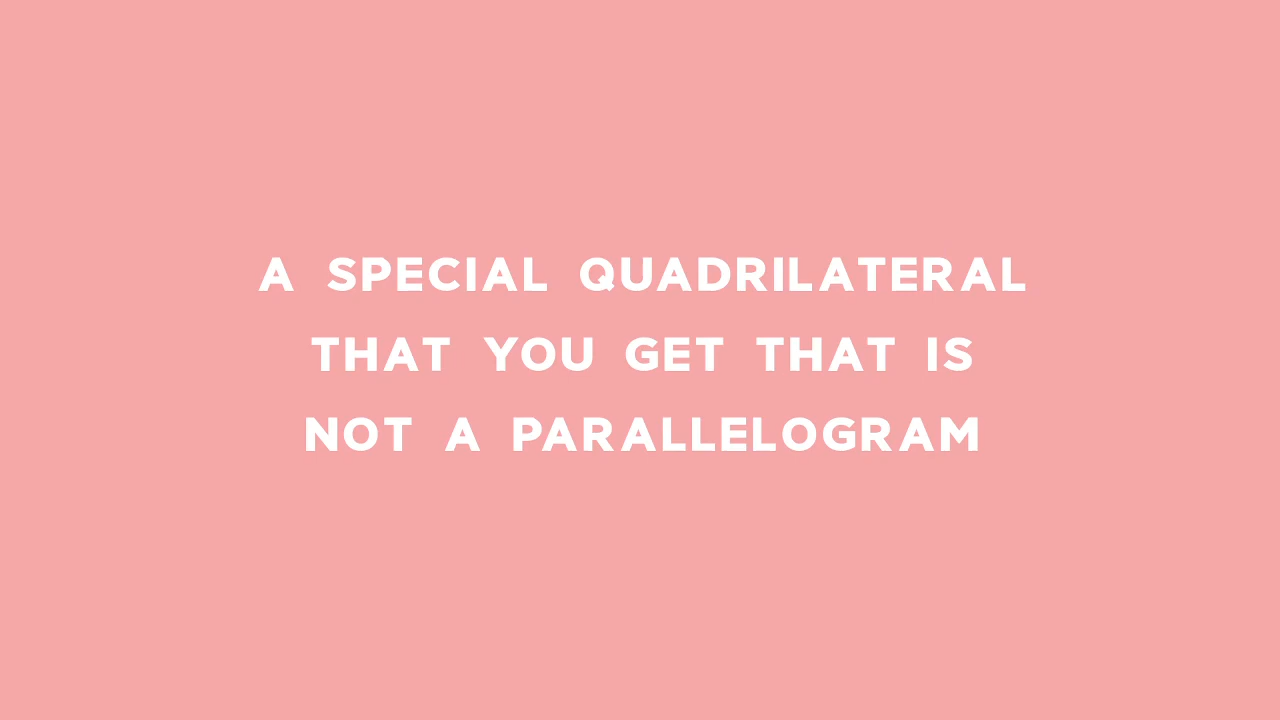 A SPECIAL QUADRILATERAL
THAT YOU GET THAT IS
NOT A PARALLELOGRAM